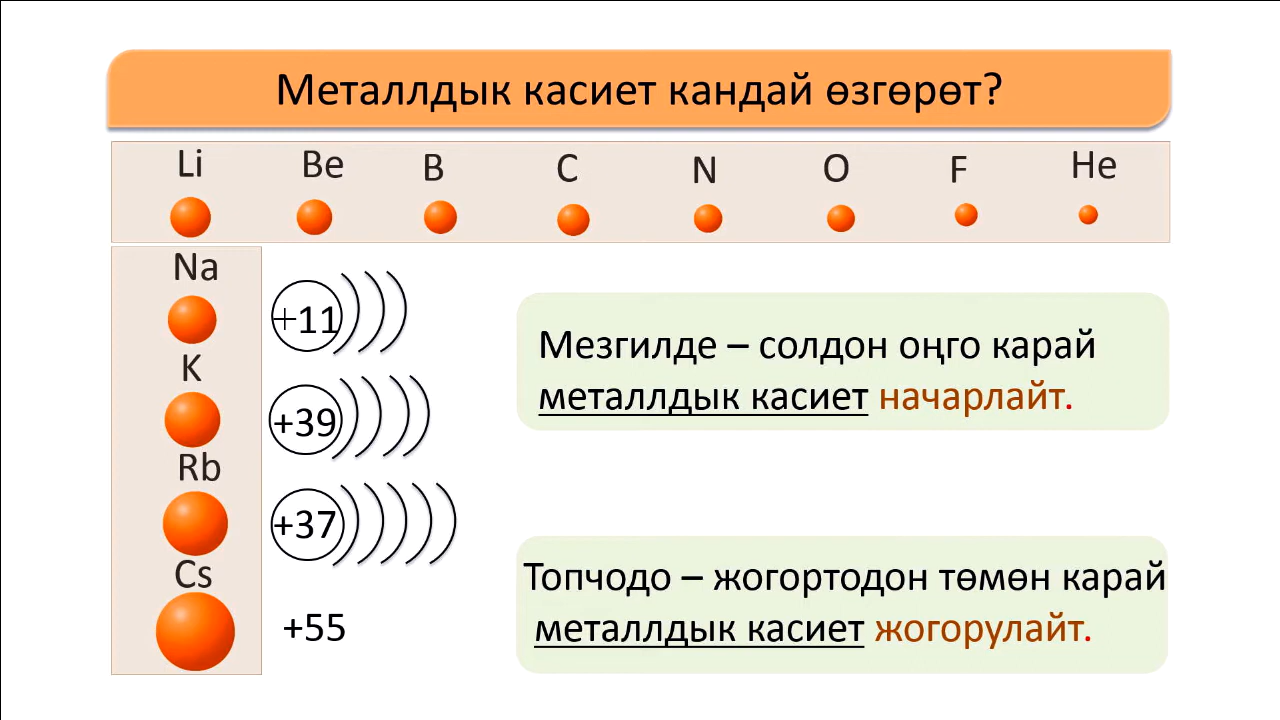 Металлдык касиет кандай өзгөрөт?
Li Be B C N O F He
Na
+11
K
+39
Rb
+37
Cs
+55
Мезгилде – солдон оңго карай
металлдык касиет начарлайт.
Топчодо – жогортодон төмөн карай
металлдык касиет жогорулайт.